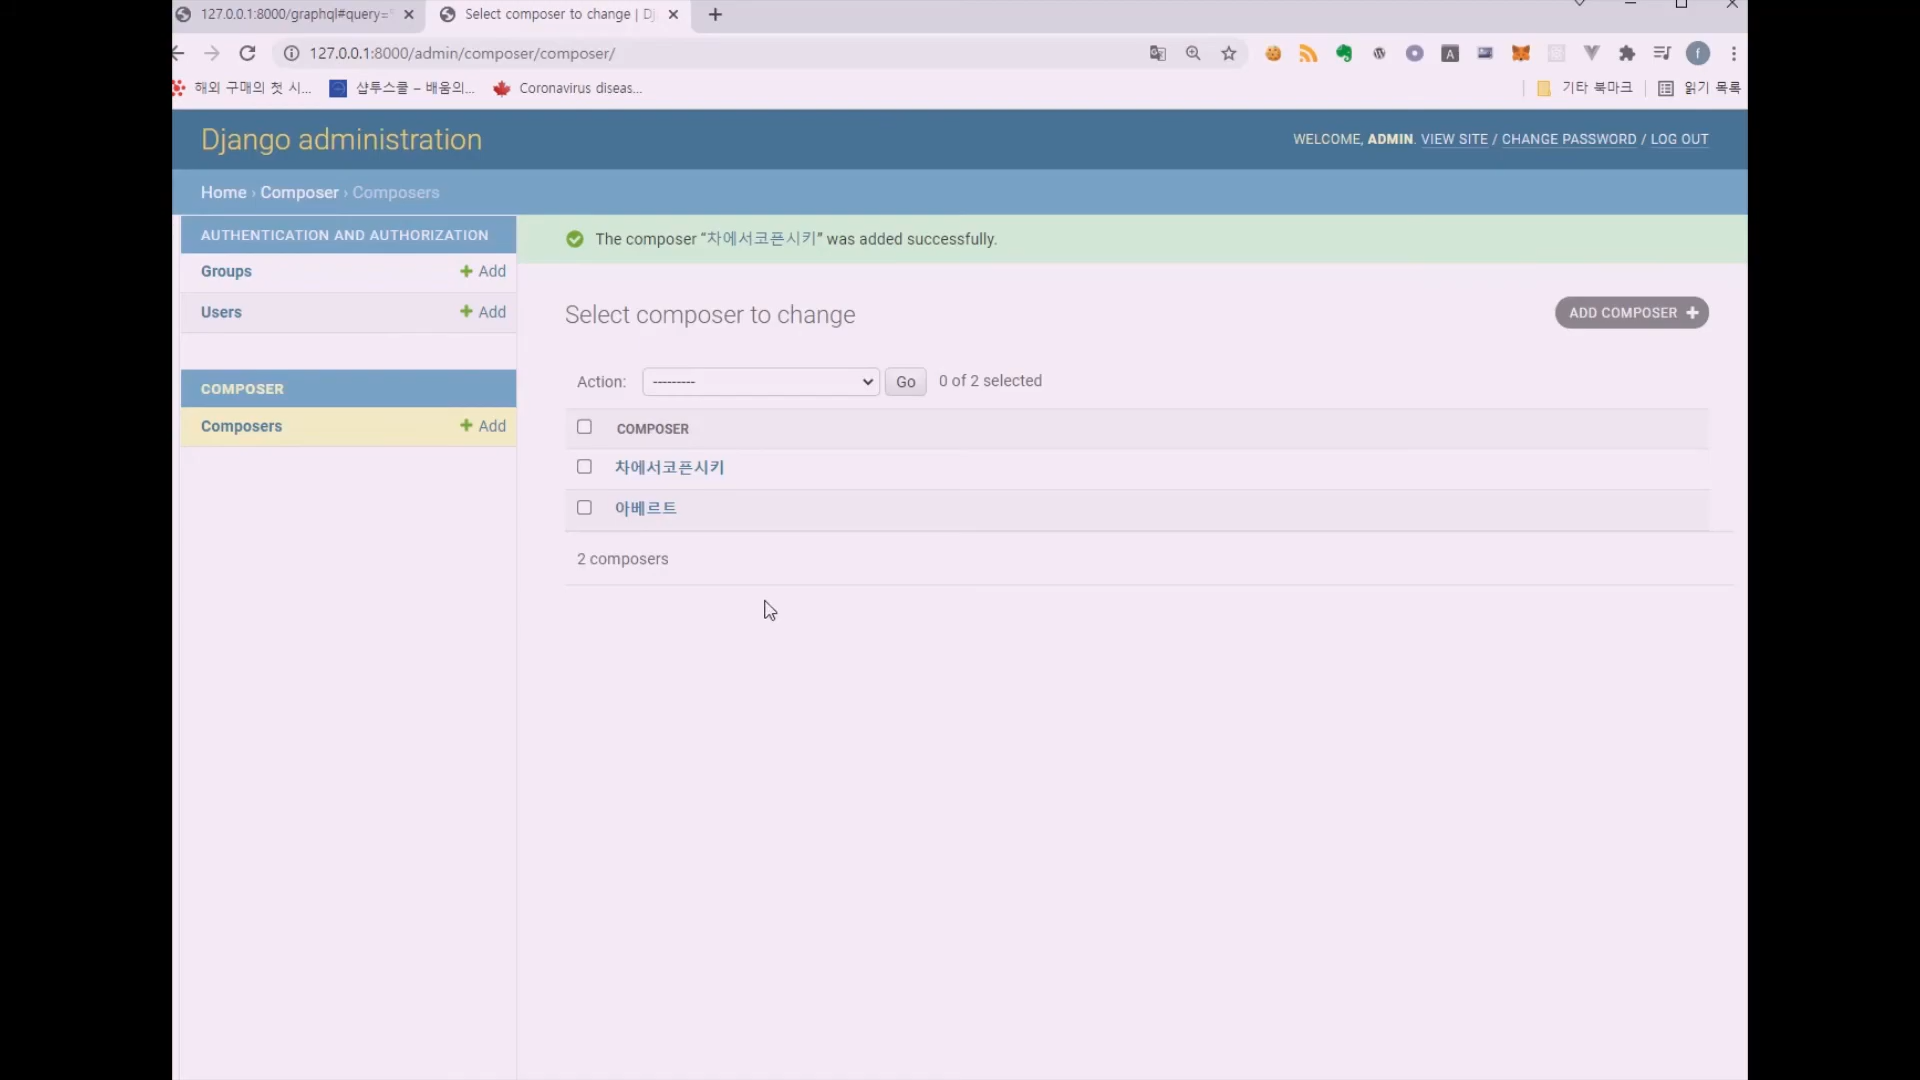 127.0.0.1:8000/graphql#query=
Select composer to change | Dj
127.0.0.1:8000/admin/composer/composer/
해외 구매의 첫 시...
샵투스쿨 – 배움의...
Coronavirus diseas...
기타 북마크
읽기 목록
Django administration
WELCOME, ADMIN. VIEW SITE / CHANGE PASSWORD / LOG OUT
Home › Composer › Composers
AUTHENTICATION AND AUTHORIZATION
Groups
Add
Users
Add
COMPOSER
Composers
Add
The composer “차에서코픈시키” was added successfully.
Select composer to change
ADD COMPOSER
Action: --------- Go 0 of 2 selected
COMPOSER
차에서코픈시키
아베르트
2 composers